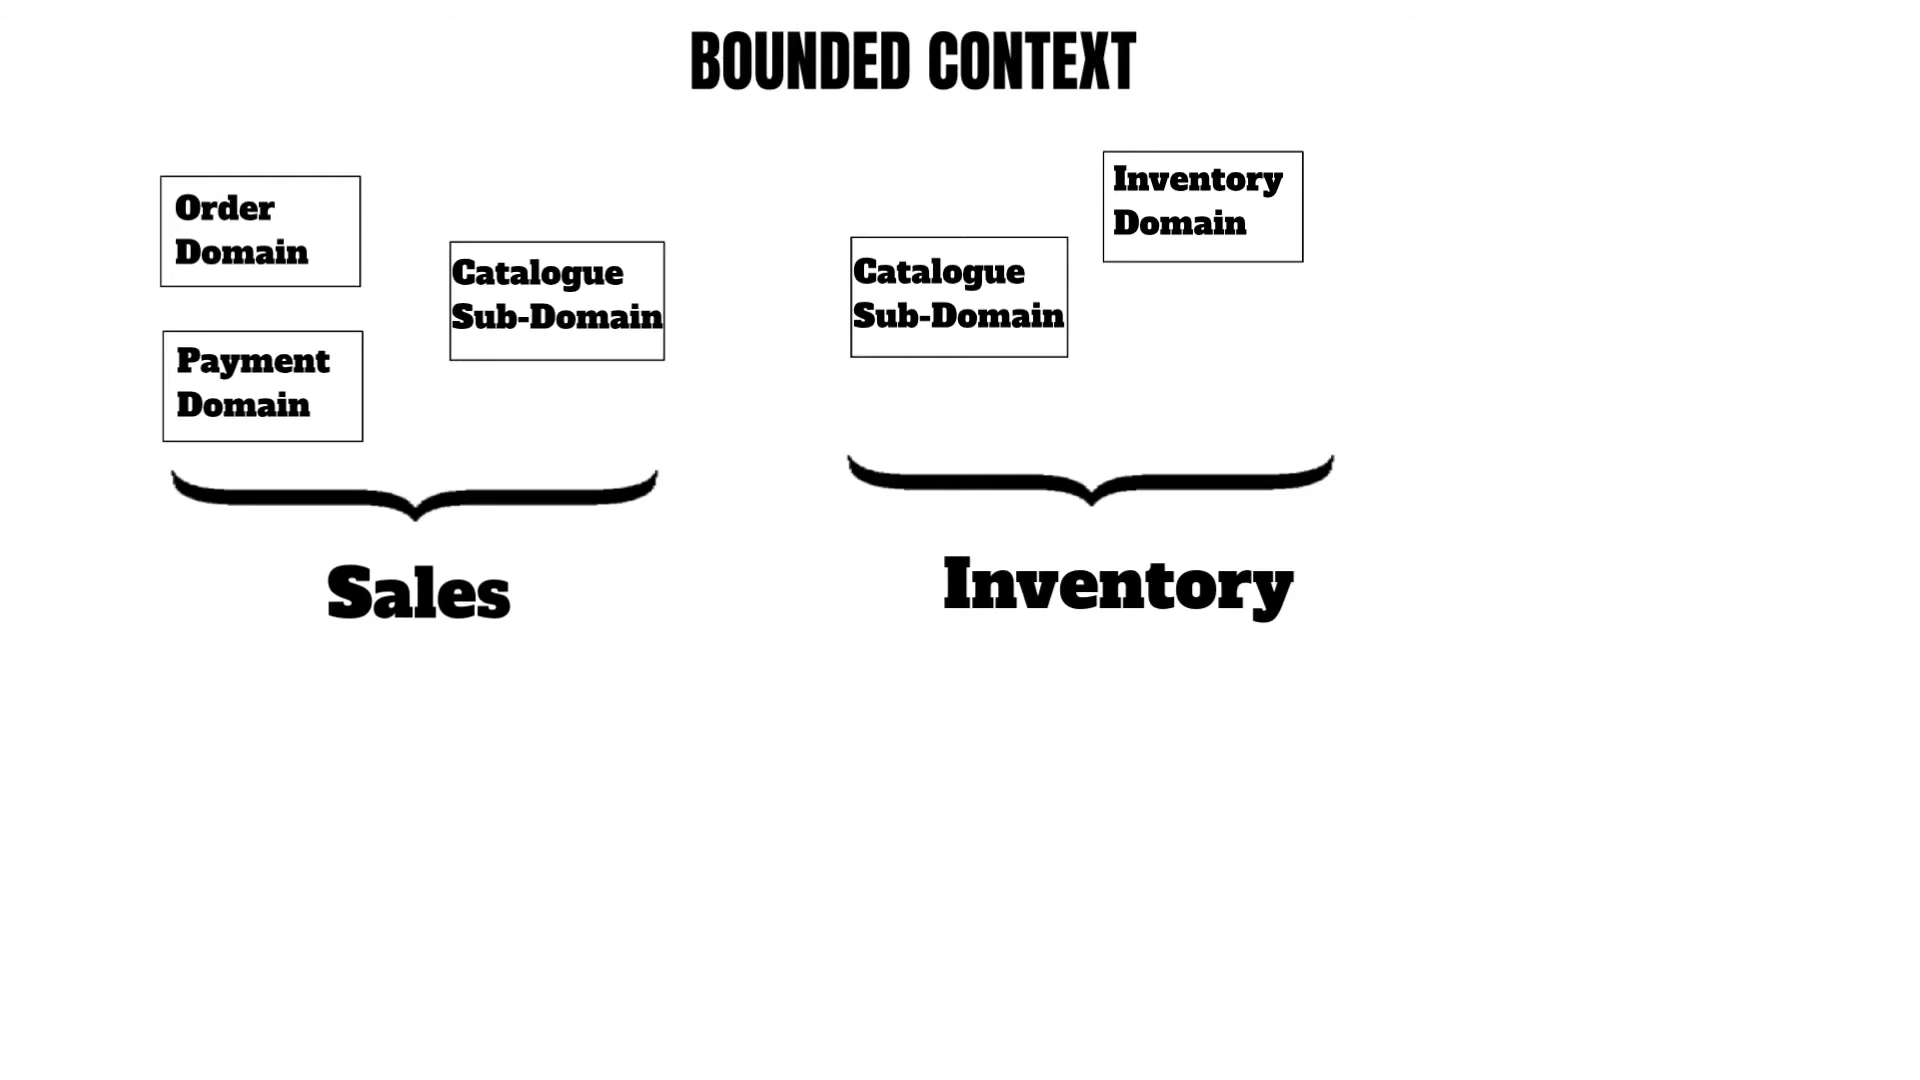 BOUNDED CONTEXT
Order
Domain
Payment
Domain
Catalogue
Sub-Domain
Sales
Catalogue
Sub-Domain
Inventory
Domain
Inventory